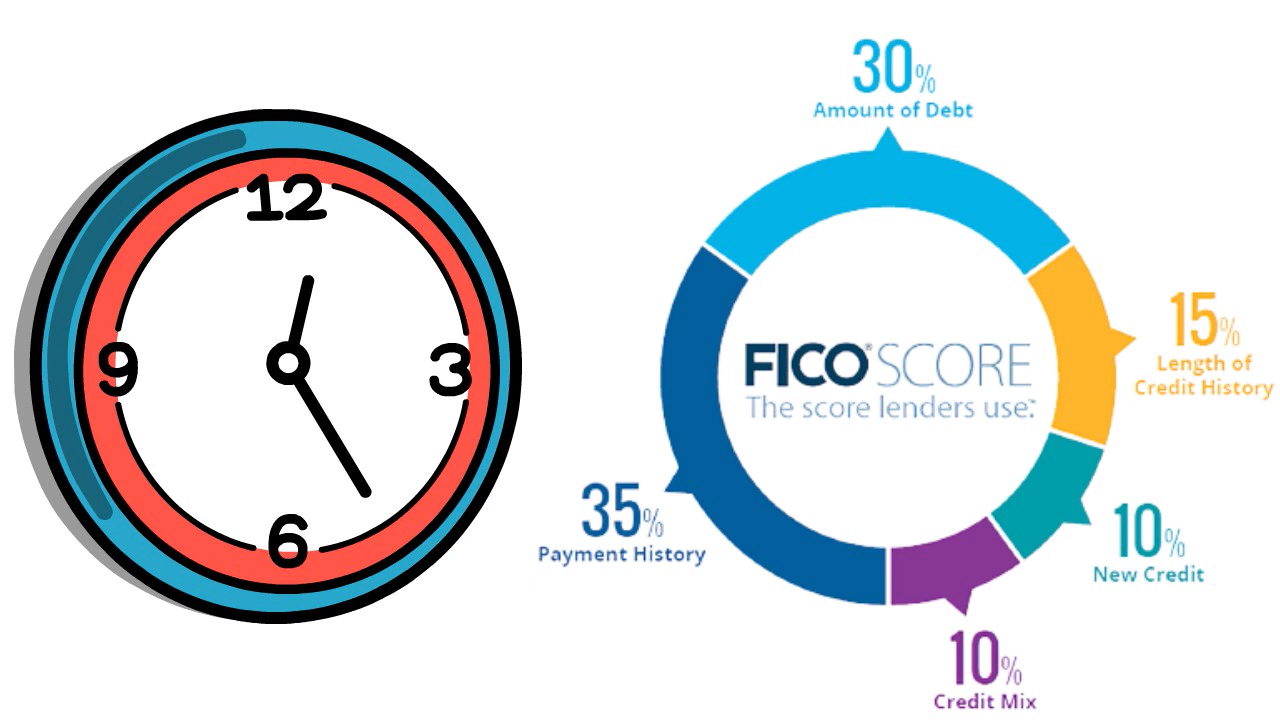 12
9
3
6
30%
Amount of Debt
15%
Length of
Credit History
FICO® SCORE
The score lenders use.™
35%
Payment History
10%
New Credit
10%
Credit Mix